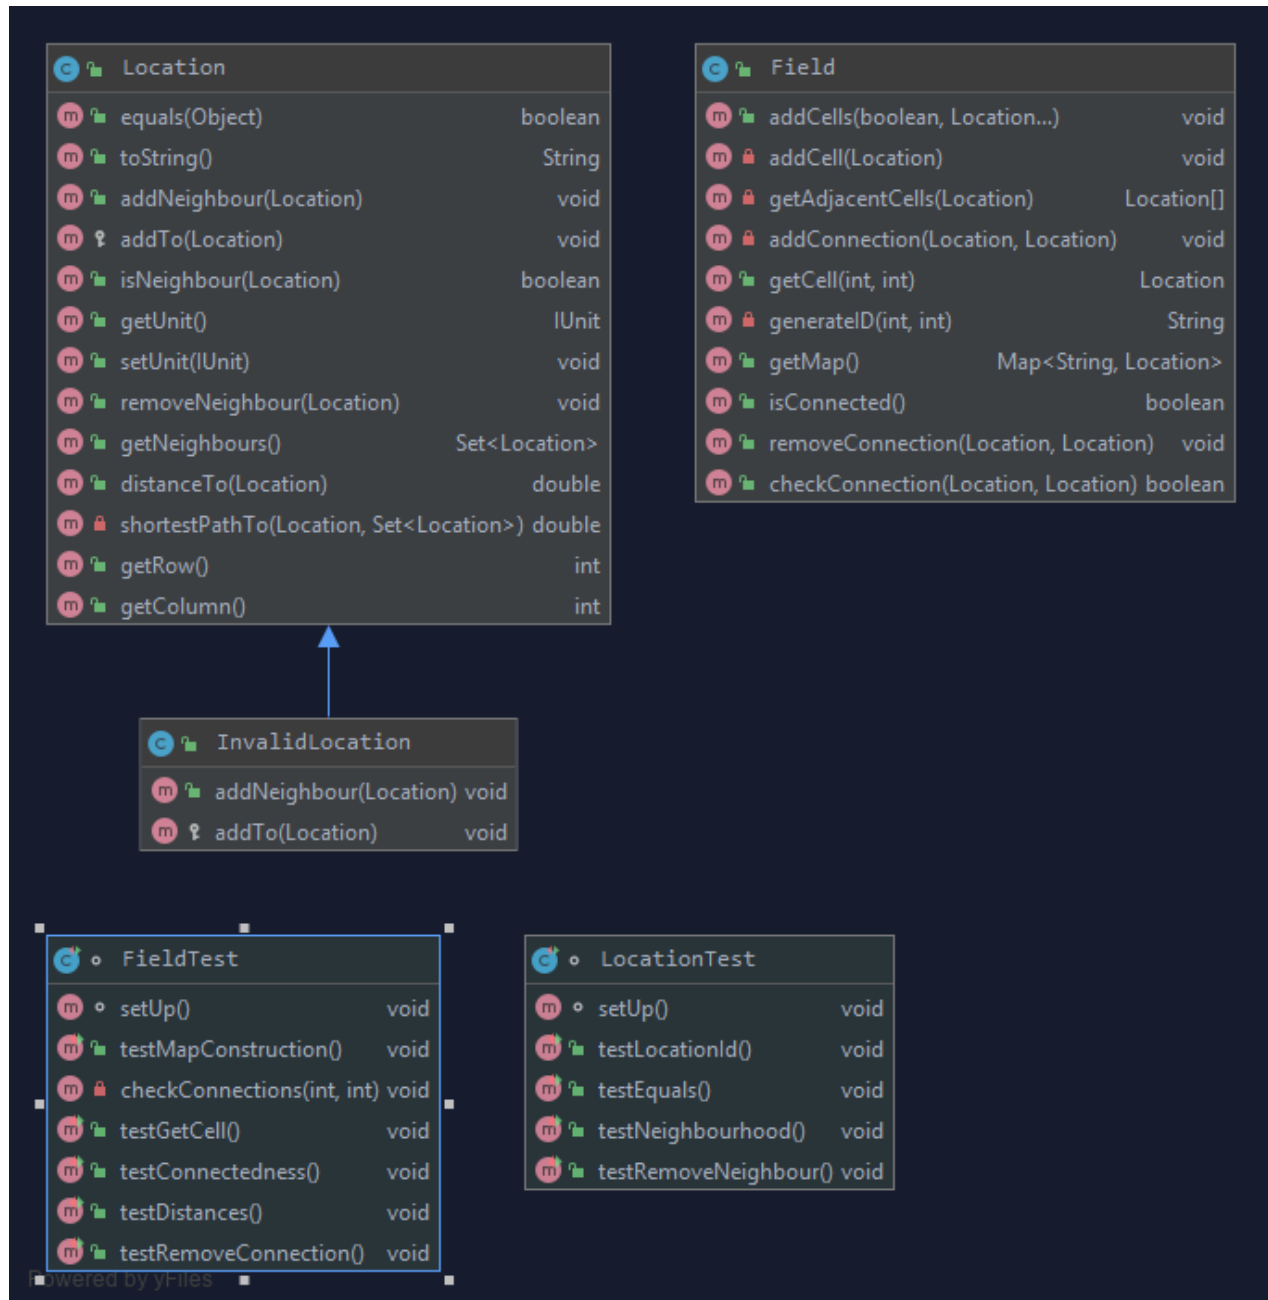 Location
equals(Object) boolean
toString() String
addNeighbour(Location) void
addTo(Location) void
isNeighbour(Location) boolean
getUnit() IUnit
setUnit(IUnit) void
removeNeighbour(Location) void
getNeighbours() Set<Location>
distanceTo(Location) double
shortestPathTo(Location, Set<Location>) double
getRow() int
getColumn() int
Field
addCells(boolean, Location...) void
addCell(Location) void
getAdjacentCells(Location) Location[]
addConnection(Location, Location) void
getCell(int, int) Location
generateID(int, int) String
getMap() Map<String, Location>
isConnected() boolean
removeConnection(Location, Location) void
checkConnection(Location, Location) boolean
InvalidLocation
addNeighbour(Location) void
addTo(Location) void
FieldTest
setUp() void
testMapConstruction() void
checkConnections(int, int) void
testGetCell() void
testConnectedness() void
testDistances() void
testRemoveConnection() void
LocationTest
setUp() void
testLocationId() void
testEquals() void
testNeighbourhood() void
testRemoveNeighbour() void
Powered by yFiles